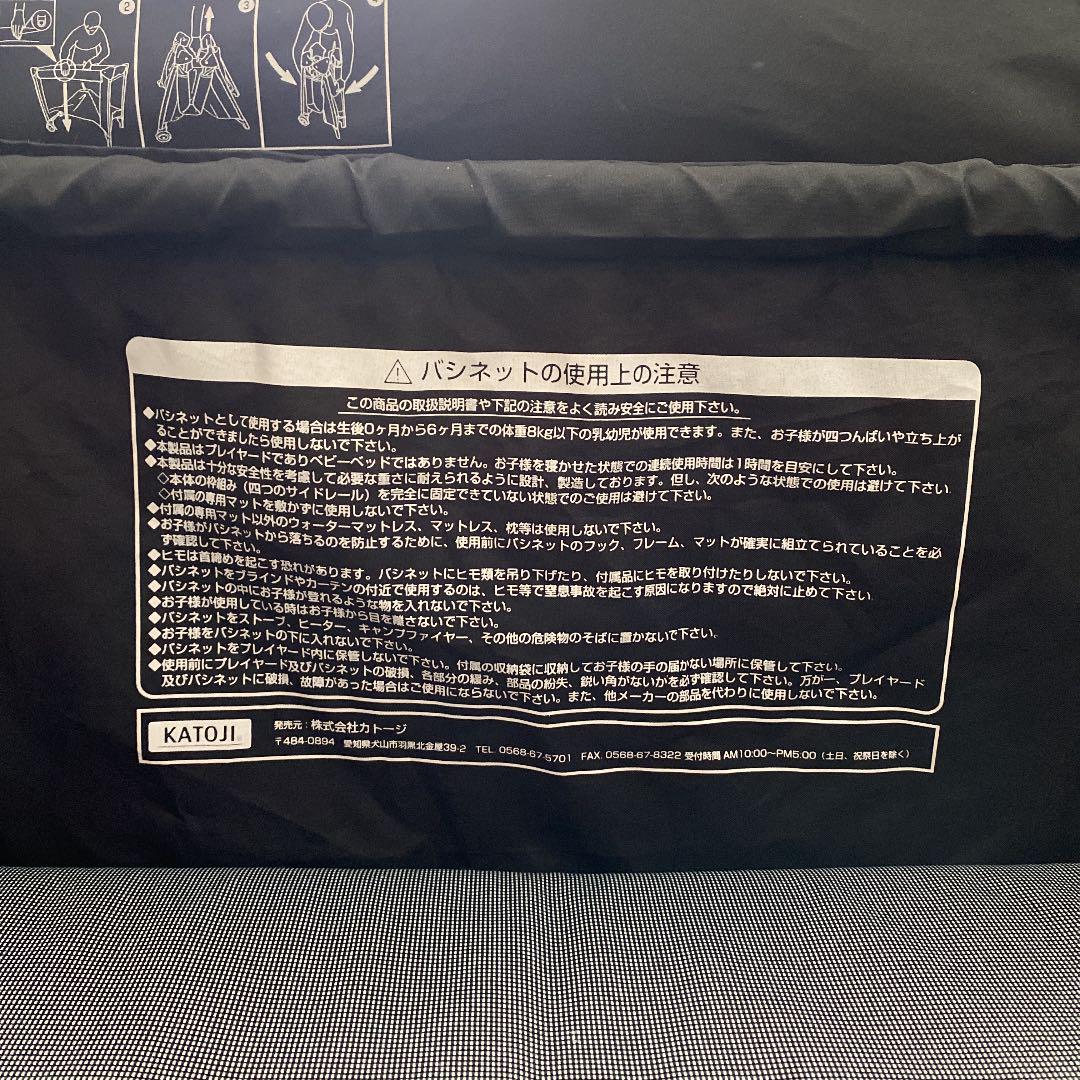 2
3
⚠ バシネットの使用上の注意
この商品の取扱説明書や下記の注意をよく読み安全にご使用下さい。
◆バシネットとして使用する場合は生後0ヶ月から6ヶ月までの体重8kg以下の乳幼児が使用できます。また、お子様が四つんばいや立ち上が
ることができましたら使用しないで下さい。
◆本製品はプレイヤードでありベビーベッドではありません。お子様を寝かせた状態での連続使用時間は1時間を目安にして下さい。
◆本製品は十分な安全性を考慮して必要な重さに耐えられるように設計、製造しております。但し、次のような状態での使用は避けて下さい。
◇本体の枠組み（四つのサイドレール）を完全に固定できていない状態でのご使用は避けて下さい。
◇付属の専用マットを敷かずに使用しないで下さい。
◆付属の専用マット以外のウォーターマットレス、マットレス、枕等は使用しないで下さい。
◆お子様がバシネットから落ちるのを防止するために、使用前にバシネットのフック、フレーム、マットが確実に組立てられていることを必
ず確認して下さい。
◆ヒモは首締めを起こす恐れがあります。バシネットにヒモ類を吊り下げたり、付属品にヒモを取り付けたりしないで下さい。
◆バシネットをブラインドやカーテンの付近で使用するのは、ヒモ等で窒息事故を起こす原因になりますので絶対に止めて下さい
◆バシネットの中にお子様が登れるような物を入れないで下さい。
◆お子様が使用している時はお子様から目を離さないで下さい。
◆バシネットをストーブ、ヒーター、キャンプファイヤー、その他の危険物のそばに置かないで下さい。
◆お子様をバシネットの下に入れないで下さい。
◆バシネットをプレイヤード内に保管しないで下さい。付属の収納袋に収納してお子様の手の届かない場所に保管して下さい。
◆使用前にプレイヤード及びバシネットの破損、各部分の緩み、部品の紛失、鋭い角がないかを必ず確認して下さい。万が一、プレイヤード
及びバシネットに破損、故障があった場合はご使用にならないで下さい。また、他メーカーの部品を代わりに使用しないで下さい。
KATOJI
発売元：株式会社カトージ
〒484-0894 愛知県犬山市羽黒北金屋39-2 TEL. 0568-67-5701 FAX. 0568-67-8322 受付時間 AM10:00〜PM5:00（土日、祝祭日を除く）